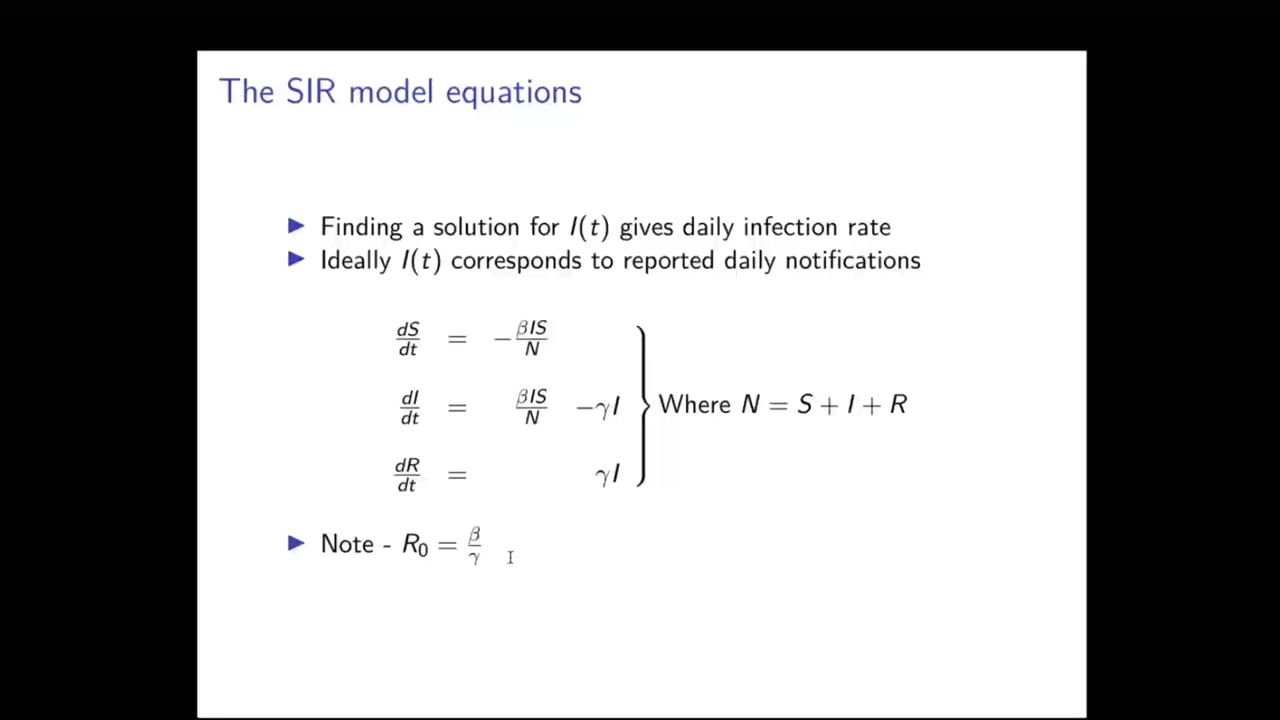 The SIR model equations
▶ Finding a solution for I(t) gives daily infection rate
▶ Ideally I(t) corresponds to reported daily notifications
dS/dt = −βIS/N
dI/dt = βIS/N −γI
dR/dt = γI
} Where N = S + I + R
▶ Note - R₀ = β/γ